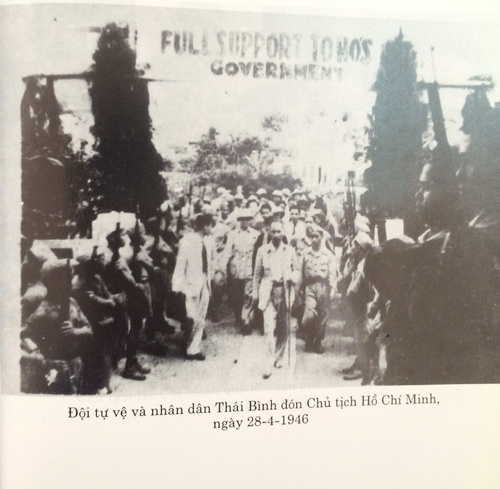 FULL SUPPORT TO HO'S
GOVERNMENT
Đội tự vệ và nhân dân Thái Bình đón Chủ tịch Hồ Chí Minh,
ngày 28-4-1946